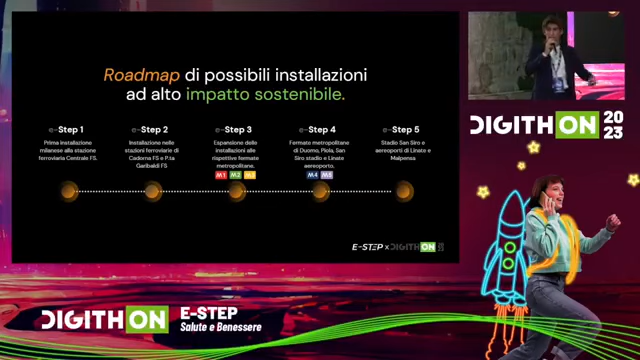 Roadmap di possibili installazioni
ad alto impatto sostenibile.
e-Step 1
Prima installazione
milanese alla stazione
ferroviaria Centrale FS.
e-Step 2
Installazione nelle
stazioni ferroviarie di
Cadorna FS e P.ta
Garibaldi FS
e-Step 3
Espansione delle
installazioni alle
rispettive fermate
metropolitane.
M1 M2 M3
e-Step 4
Fermate metropolitane
di Duomo, Piola, San
Siro stadio e Linate
aeroporto.
M4 M5
e-Step 5
Stadio San Siro e
aeroporti di Linate e
Malpensa
E-STEP x DIGITHON 2023
DIGITHON 2023
DIGITHON
E-STEP
Salute e Benessere